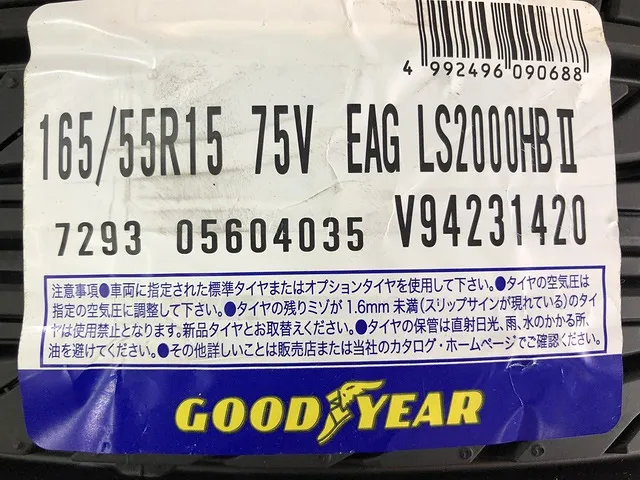 4 992496 090688
165/55R15 75V EAG LS2000HBⅡ
7293 05604035 V94231420
注意事項●車両に指定された標準タイヤまたはオプションタイヤを使用して下さい。●タイヤの空気圧は
指定の空気圧に調整して下さい。●タイヤの残りミゾが1.6mm未満(スリップサインが現れている)のタイ
ヤは使用禁止となります。新品タイヤとお取替えください。●タイヤの保管は直射日光、雨、水のかかる所、
油を避けてください。●その他詳しいことは販売店または当社のカタログ・ホームページでご確認ください。
GOODYEAR